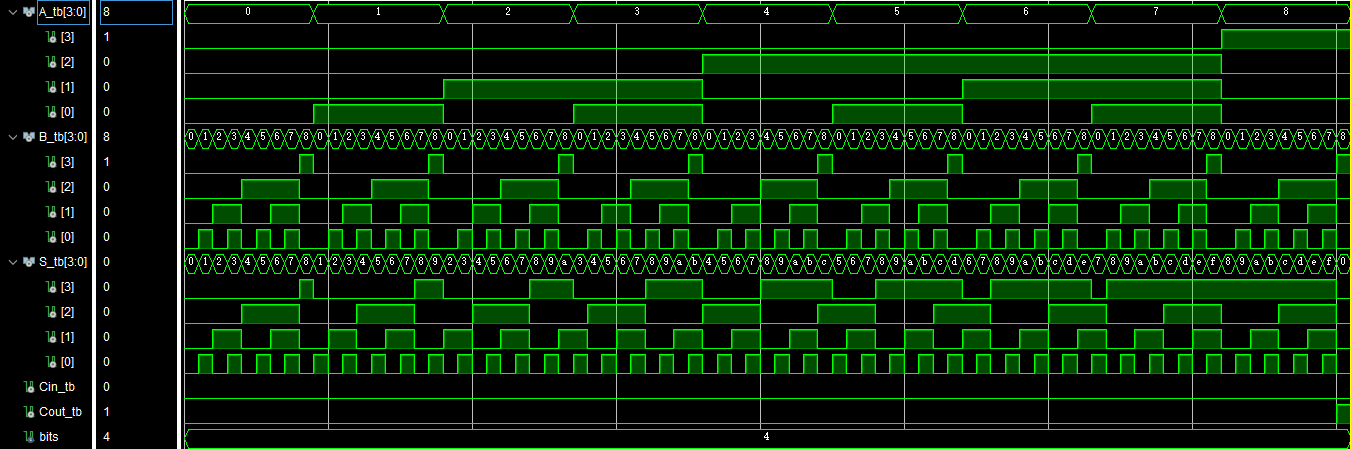 A_tb[3:0] 8 0 1 2 3 4 5 6 7 8
[3] 1
[2] 0
[1] 0
[0] 0
B_tb[3:0] 8 0 1 2 3 4 5 6 7 8 0 1 2 3 4 5 6 7 8 0 1 2 3 4 5 6 7 8 0 1 2 3 4 5 6 7 8 0 1 2 3 4 5 6 7 8 0 1 2 3 4 5 6 7 8 0 1 2 3 4 5 6 7 8 0 1 2 3 4 5 6 7 8 0 1 2 3 4 5 6 7 8
[3] 1
[2] 0
[1] 0
[0] 0
S_tb[3:0] 0 0 1 2 3 4 5 6 7 8 1 2 3 4 5 6 7 8 9 2 3 4 5 6 7 8 9 a 3 4 5 6 7 8 9 a b 4 5 6 7 8 9 a b c 5 6 7 8 9 a b c d 6 7 8 9 a b c d e 7 8 9 a b c d e f 8 9 a b c d e f 0
[3] 0
[2] 0
[1] 0
[0] 0
Cin_tb 0
Cout_tb 1
bits 4 4